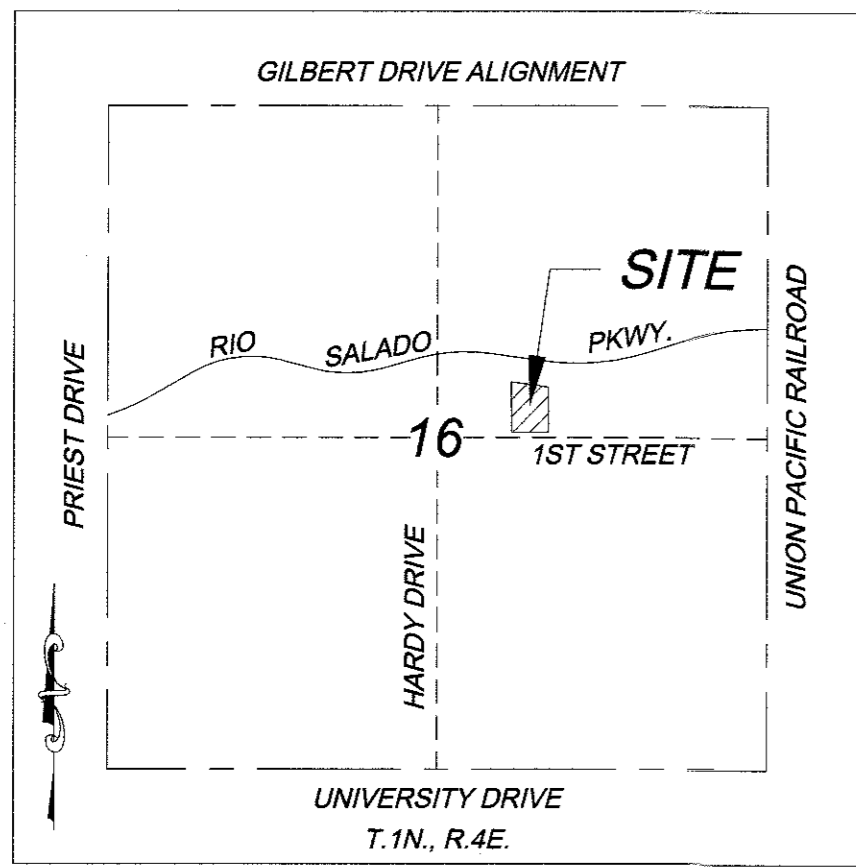 GILBERT DRIVE ALIGNMENT
SITE
RIO SALADO PKWY.
PRIEST DRIVE
UNION PACIFIC RAILROAD
16
1ST STREET
HARDY DRIVE
UNIVERSITY DRIVE
T.1N., R.4E.